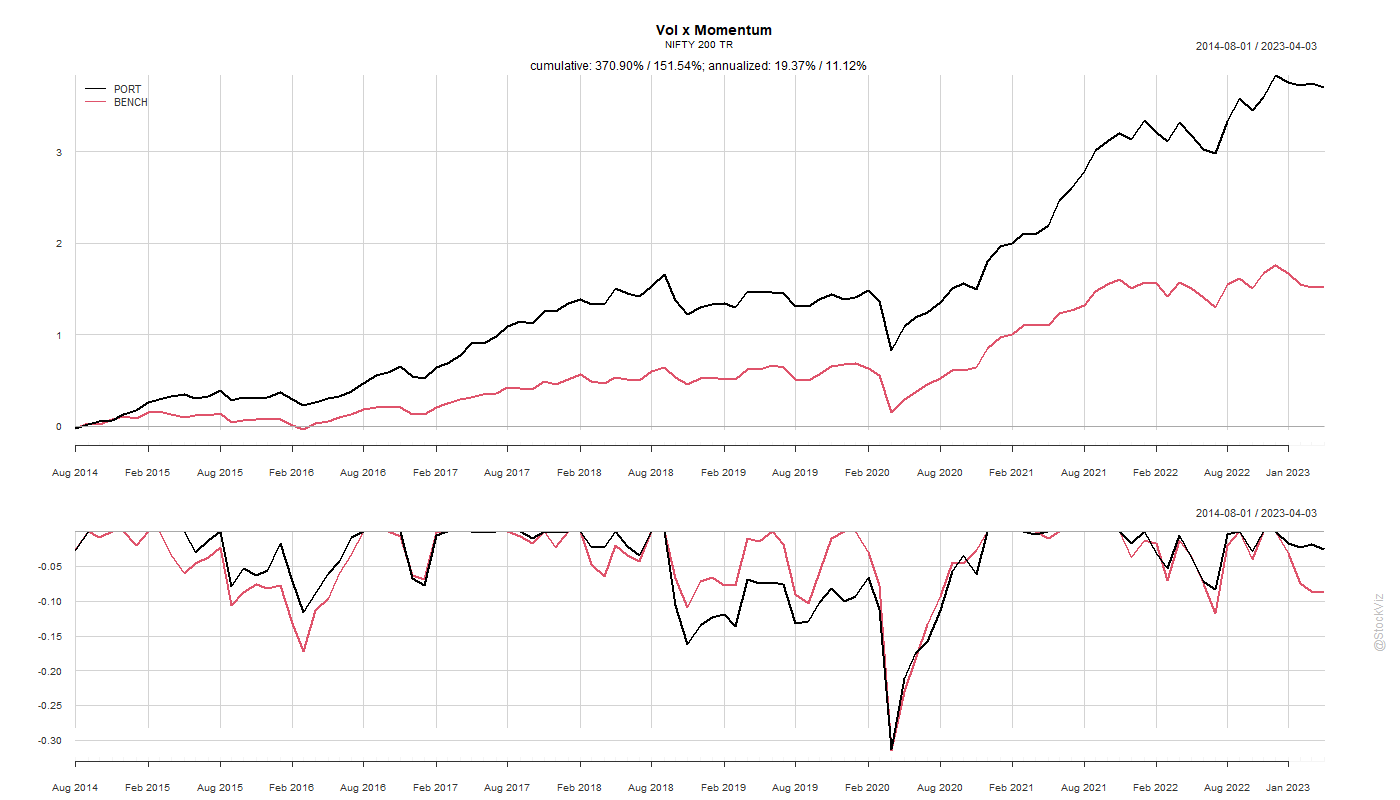 Vol x Momentum
NIFTY 200 TR
2014-08-01 / 2023-04-03
cumulative: 370.90% / 151.54%; annualized: 19.37% / 11.12%
PORT
BENCH
3
2
1
0
Aug 2014 Feb 2015 Aug 2015 Feb 2016 Aug 2016 Feb 2017 Aug 2017 Feb 2018 Aug 2018 Feb 2019 Aug 2019 Feb 2020 Aug 2020 Feb 2021 Aug 2021 Feb 2022 Aug 2022 Jan 2023
2014-08-01 / 2023-04-03
-0.05
-0.10
-0.15
-0.20
-0.25
-0.30
Aug 2014 Feb 2015 Aug 2015 Feb 2016 Aug 2016 Feb 2017 Aug 2017 Feb 2018 Aug 2018 Feb 2019 Aug 2019 Feb 2020 Aug 2020 Feb 2021 Aug 2021 Feb 2022 Aug 2022 Jan 2023
@StockViz